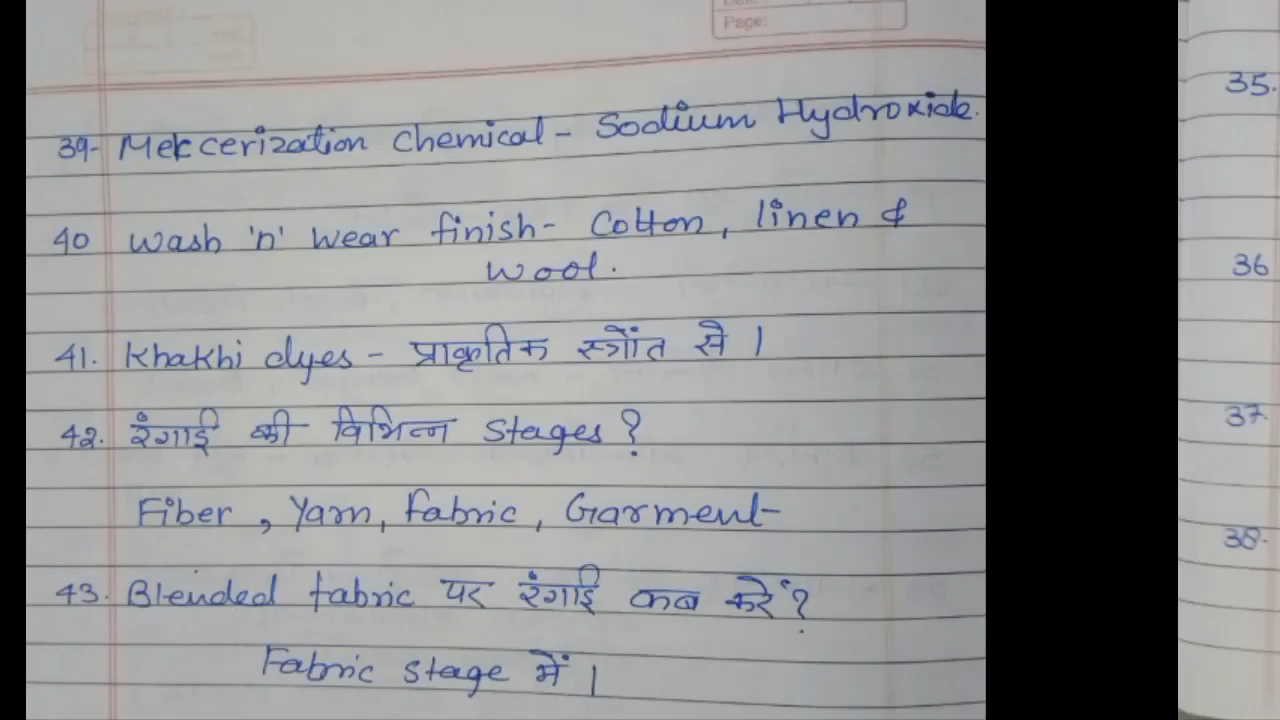 Page:
39- Mercerization Chemical - Sodium Hydroxide.
40 Wash 'n' wear finish- Cotton, linen &
Wool.
41. Khakhi dyes - प्राकृतिक स्त्रोंत से ।
42. रंगाई की विभिन्न Stages ?
Fiber, Yarn, Fabric, Garment-
43. Blended fabric पर रंगाई कब करें ?
Fabric Stage में ।
35.
36
37
38.